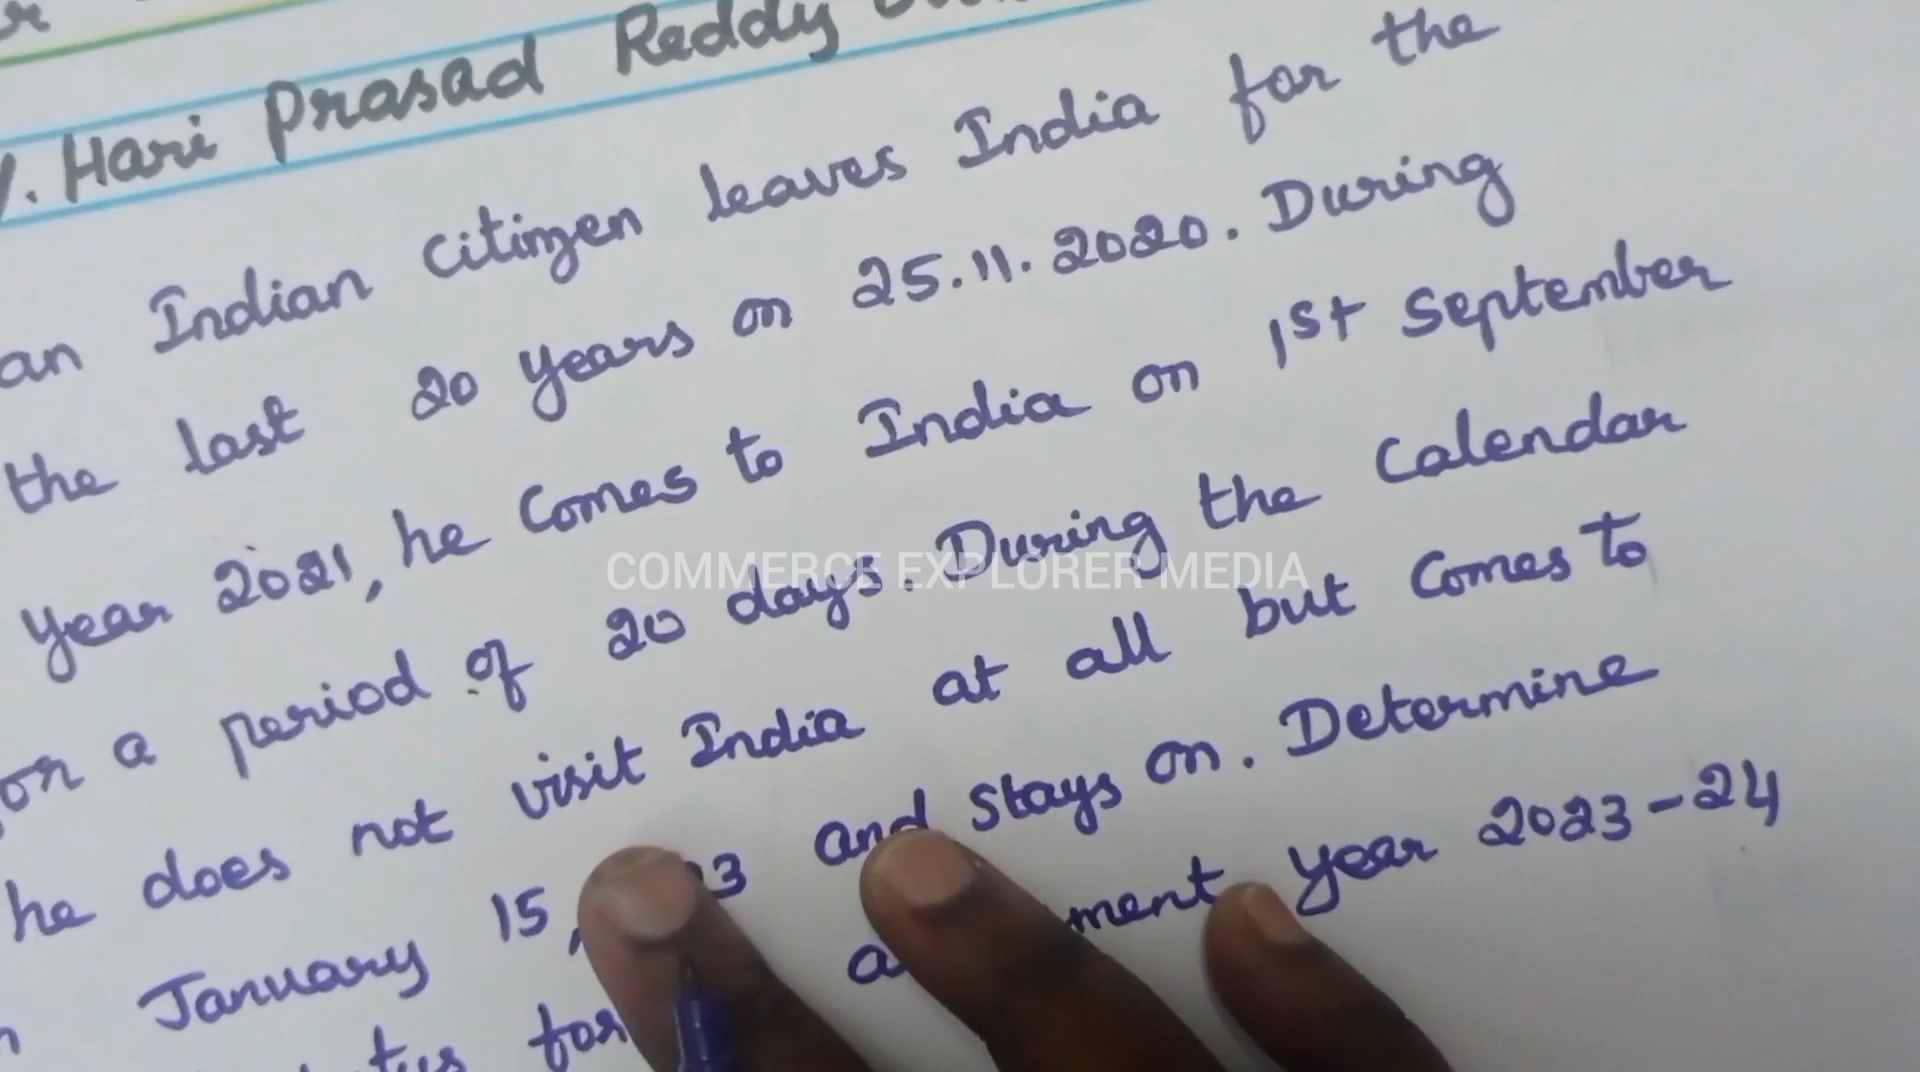 Hari Prasad Reddy
an Indian citizen leaves India for the
the last 20 years on 25.11.2020. During
year 2021, he comes to India on 1st September
a period of 20 days. During the Calendar
he does not visit India at all but comes to
January 15, and stays on. Determine
for year 2023-24
COMMERCE EXPLORER MEDIA